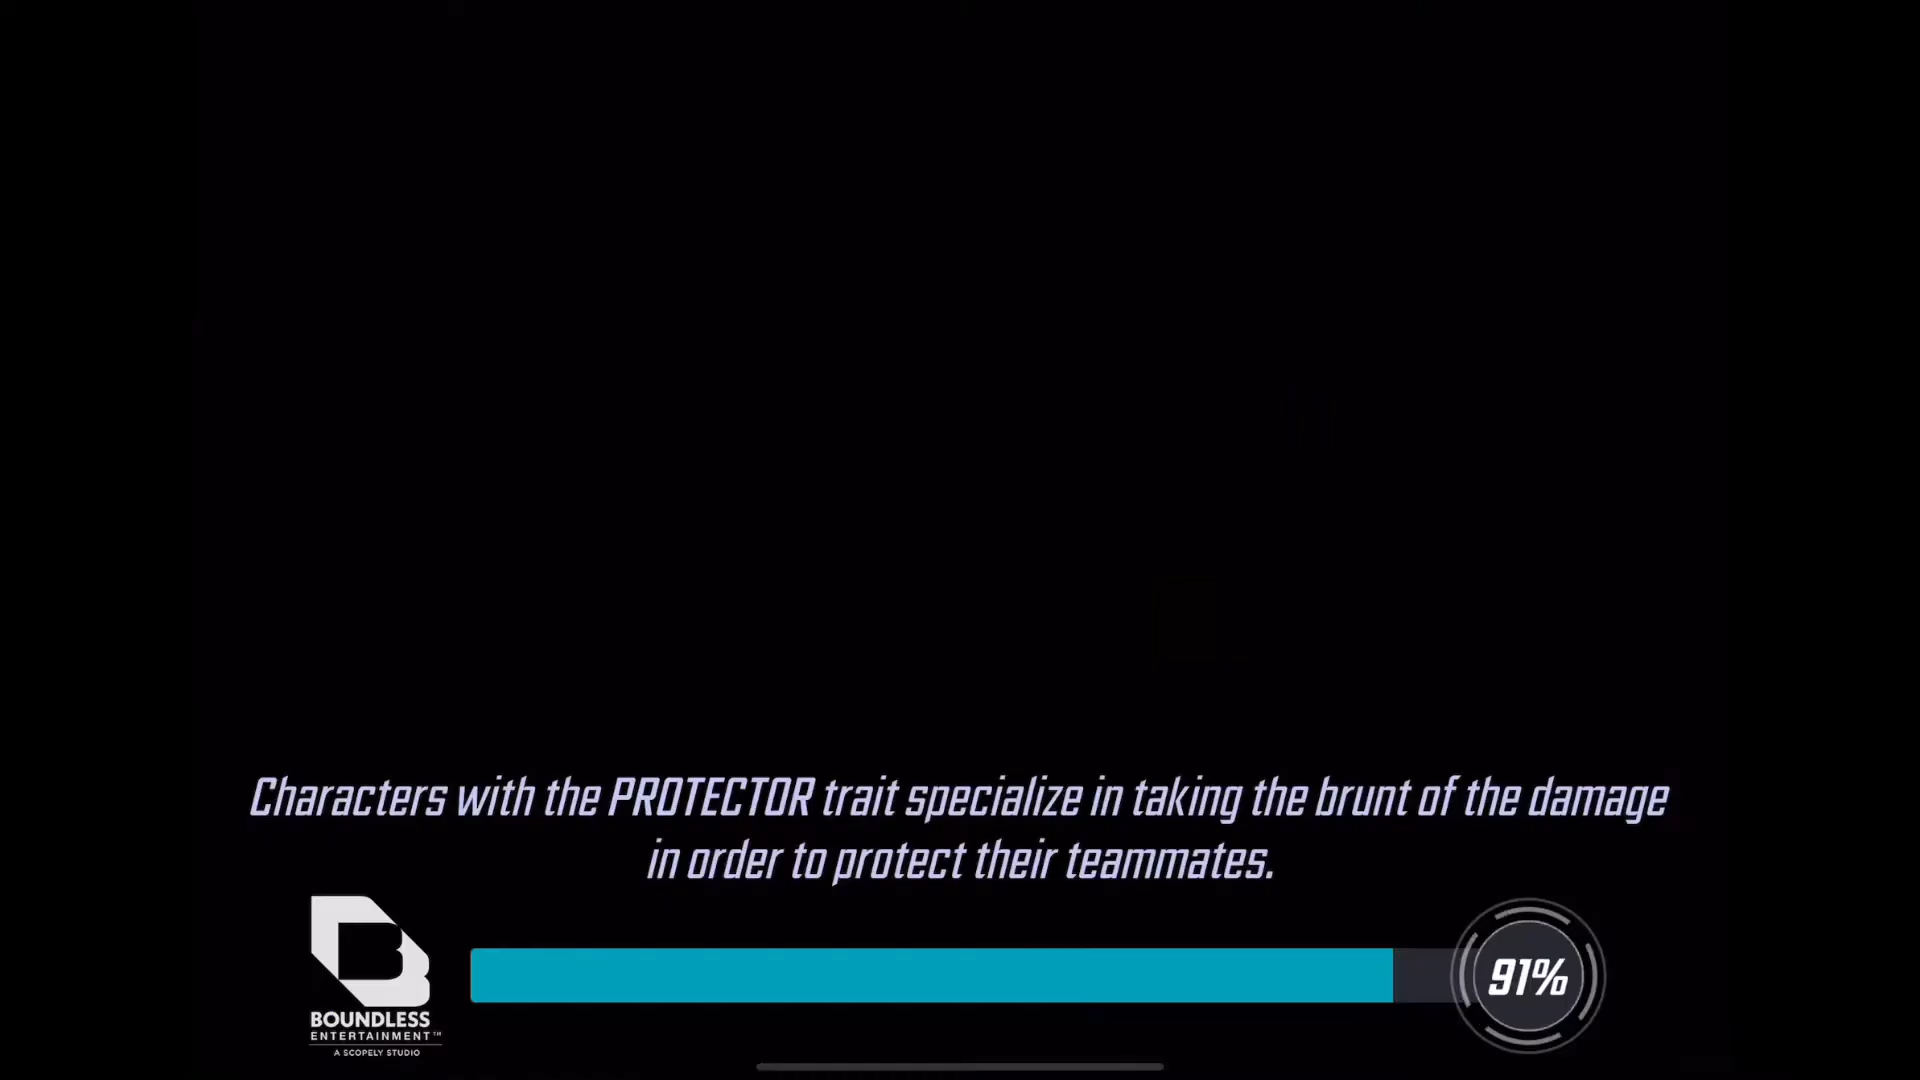 Characters with the PROTECTOR trait specialize in taking the brunt of the damage
in order to protect their teammates.
91%
BOUNDLESS
ENTERTAINMENT™
A SCOPELY STUDIO